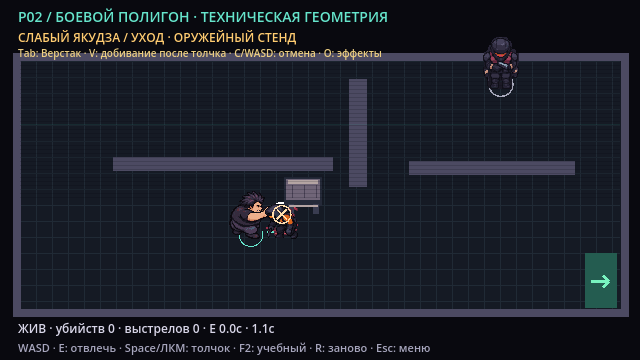 P02 / БОЕВОЙ ПОЛИГОН · ТЕХНИЧЕСКАЯ ГЕОМЕТРИЯ
СЛАБЫЙ ЯКУДЗА / УХОД · ОРУЖЕЙНЫЙ СТЕНД
Tab: Верстак · V: добивание после толчка · C/WASD: отмена · O: эффекты
ЖИВ · убийств 0 · выстрелов 0 · E 0.0с · 1.1с
WASD · E: отвлечь · Space/ЛКМ: толчок · F2: учебный · R: заново · Esc: меню